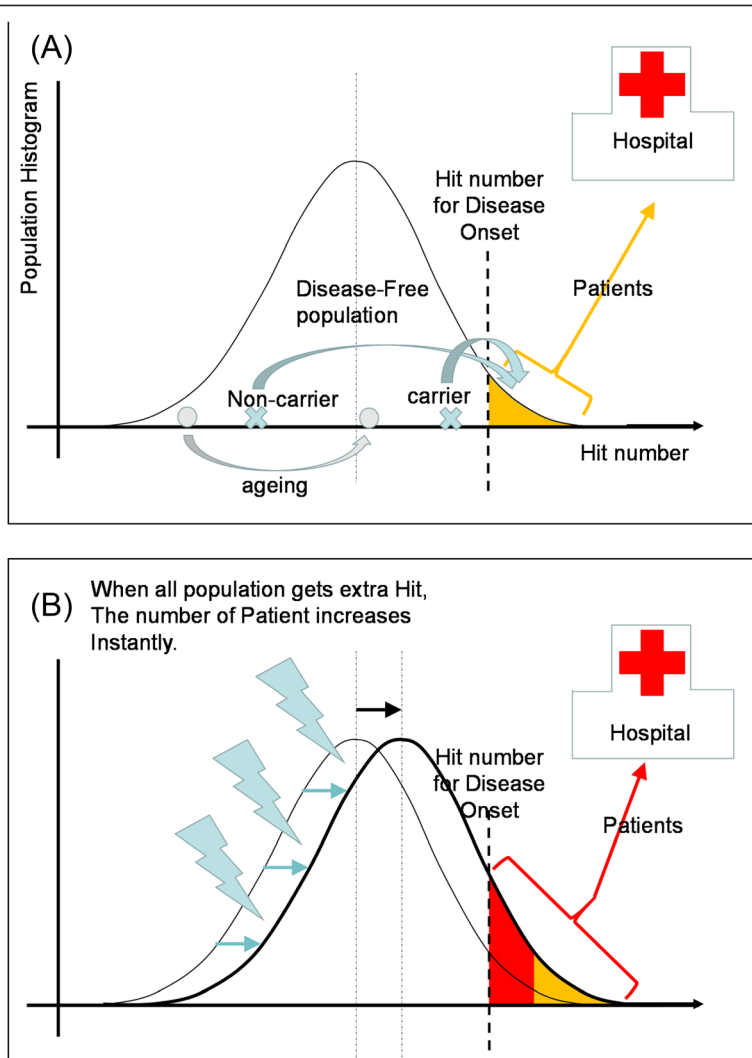 (A)
Population Histogram
Hospital
Hit number
for Disease
Onset
Patients
Disease-Free
population
Non-carrier
carrier
Hit number
ageing
(B)
When all population gets extra Hit,
The number of Patient increases
Instantly.
Hospital
Hit number
for Disease
Onset
Patients